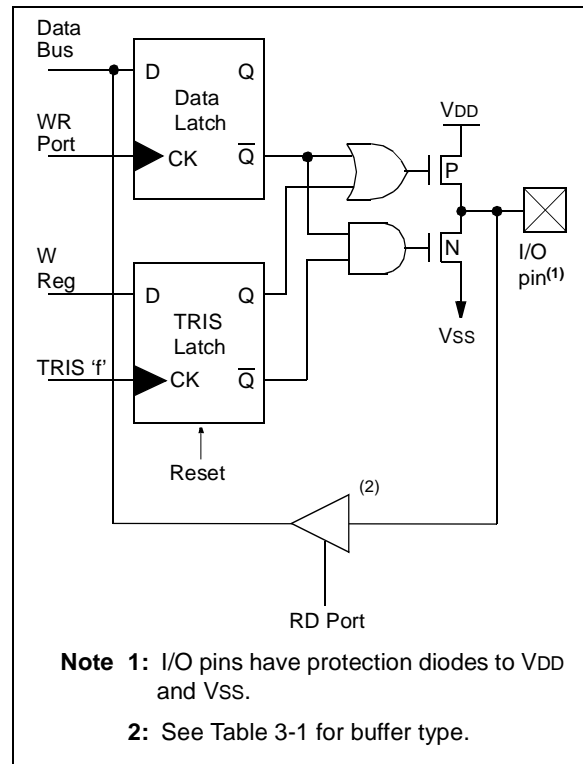 Data
Bus
D
Q
Data
Latch
WR
Port
CK
Q
VDD
P
N
I/O
pin(1)
VSS
W
Reg
D
Q
TRIS
Latch
TRIS ‘f’
CK
Q
Reset
(2)
RD Port
Note 1: I/O pins have protection diodes to VDD
and VSS.
2: See Table 3-1 for buffer type.